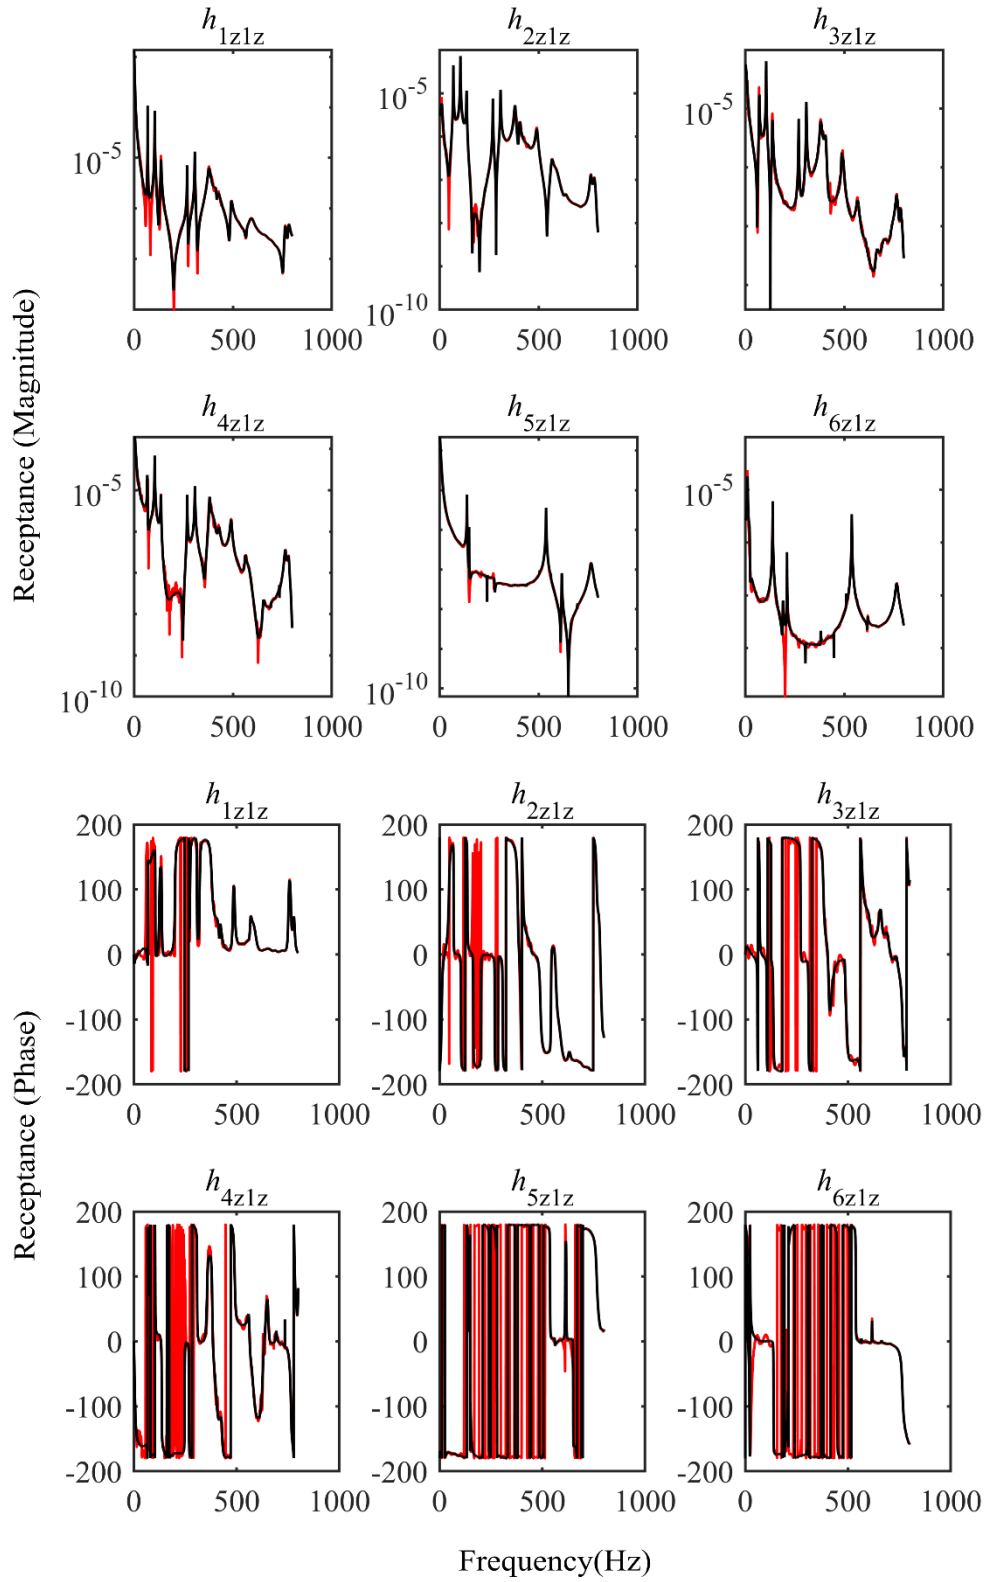 h1z1z h2z1z h3z1z
10-5 10-5 10-5
10-10
0 500 1000 0 500 1000 0 500 1000
Receptance (Magnitude)
h4z1z h5z1z h6z1z
10-5 10-5 10-5
10-10 10-10
0 500 1000 0 500 1000 0 500 1000
h1z1z h2z1z h3z1z
200 200 200
100 100 100
0 0 0
-100 -100 -100
-200 -200 -200
0 500 1000 0 500 1000 0 500 1000
Receptance (Phase)
h4z1z h5z1z h6z1z
200 200 200
100 100 100
0 0 0
-100 -100 -100
-200 -200 -200
0 500 1000 0 500 1000 0 500 1000
Frequency(Hz)